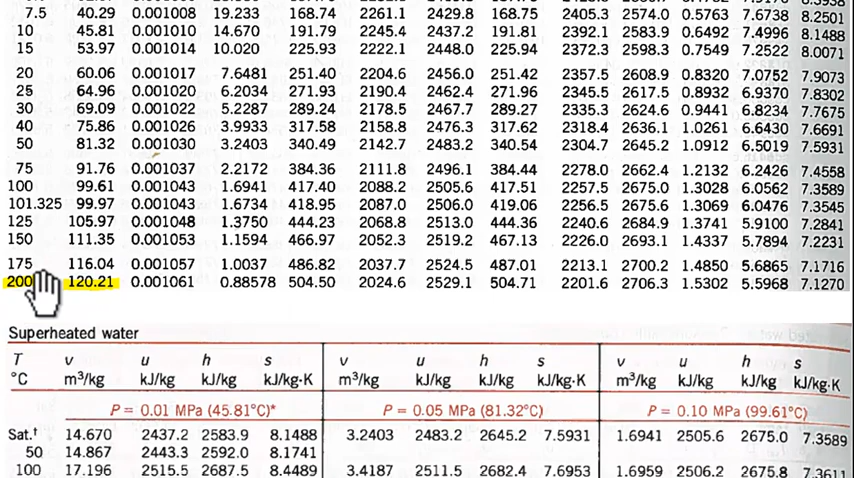 7.5 40.29 0.001008 19.233 168.74 2261.1 2429.8 168.75 2405.3 2574.0 0.5763 7.6738 8.2501
10 45.81 0.001010 14.670 191.79 2245.4 2437.2 191.81 2392.1 2583.9 0.6492 7.4996 8.1488
15 53.97 0.001014 10.020 225.93 2222.1 2448.0 225.94 2372.3 2598.3 0.7549 7.2522 8.0071
20 60.06 0.001017 7.6481 251.40 2204.6 2456.0 251.42 2357.5 2608.9 0.8320 7.0752 7.9073
25 64.96 0.001020 6.2034 271.93 2190.4 2462.4 271.96 2345.5 2617.5 0.8932 6.9370 7.8302
30 69.09 0.001022 5.2287 289.24 2178.5 2467.7 289.27 2335.3 2624.6 0.9441 6.8234 7.7675
40 75.86 0.001026 3.9933 317.58 2158.8 2476.3 317.62 2318.4 2636.1 1.0261 6.6430 7.6691
50 81.32 0.001030 3.2403 340.49 2142.7 2483.2 340.54 2304.7 2645.2 1.0912 6.5019 7.5931
75 91.76 0.001037 2.2172 384.36 2111.8 2496.1 384.44 2278.0 2662.4 1.2132 6.2426 7.4558
100 99.61 0.001043 1.6941 417.40 2088.2 2505.6 417.51 2257.5 2675.0 1.3028 6.0562 7.3589
101.325 99.97 0.001043 1.6734 418.95 2087.0 2506.0 419.06 2256.5 2675.6 1.3069 6.0476 7.3545
125 105.97 0.001048 1.3750 444.23 2068.8 2513.0 444.36 2240.6 2684.9 1.3741 5.9100 7.2841
150 111.35 0.001053 1.1594 466.97 2052.3 2519.2 467.13 2226.0 2693.1 1.4337 5.7894 7.2231
175 116.04 0.001057 1.0037 486.82 2037.7 2524.5 487.01 2213.1 2700.2 1.4850 5.6865 7.1716
200 120.21 0.001061 0.88578 504.50 2024.6 2529.1 504.71 2201.6 2706.3 1.5302 5.5968 7.1270
Superheated water
T v u h s v u h s v u h s
°C m³/kg kJ/kg kJ/kg kJ/kg·K m³/kg kJ/kg kJ/kg kJ/kg·K m³/kg kJ/kg kJ/kg kJ/kg·K
P = 0.01 MPa (45.81°C)* P = 0.05 MPa (81.32°C) P = 0.10 MPa (99.61°C)
Sat.† 14.670 2437.2 2583.9 8.1488 3.2403 2483.2 2645.2 7.5931 1.6941 2505.6 2675.0 7.3589
50 14.867 2443.3 2592.0 8.1741
100 17.196 2515.5 2687.5 8.4489 3.4187 2511.5 2682.4 7.6953 1.6959 2506.2 2675.8 7.3611